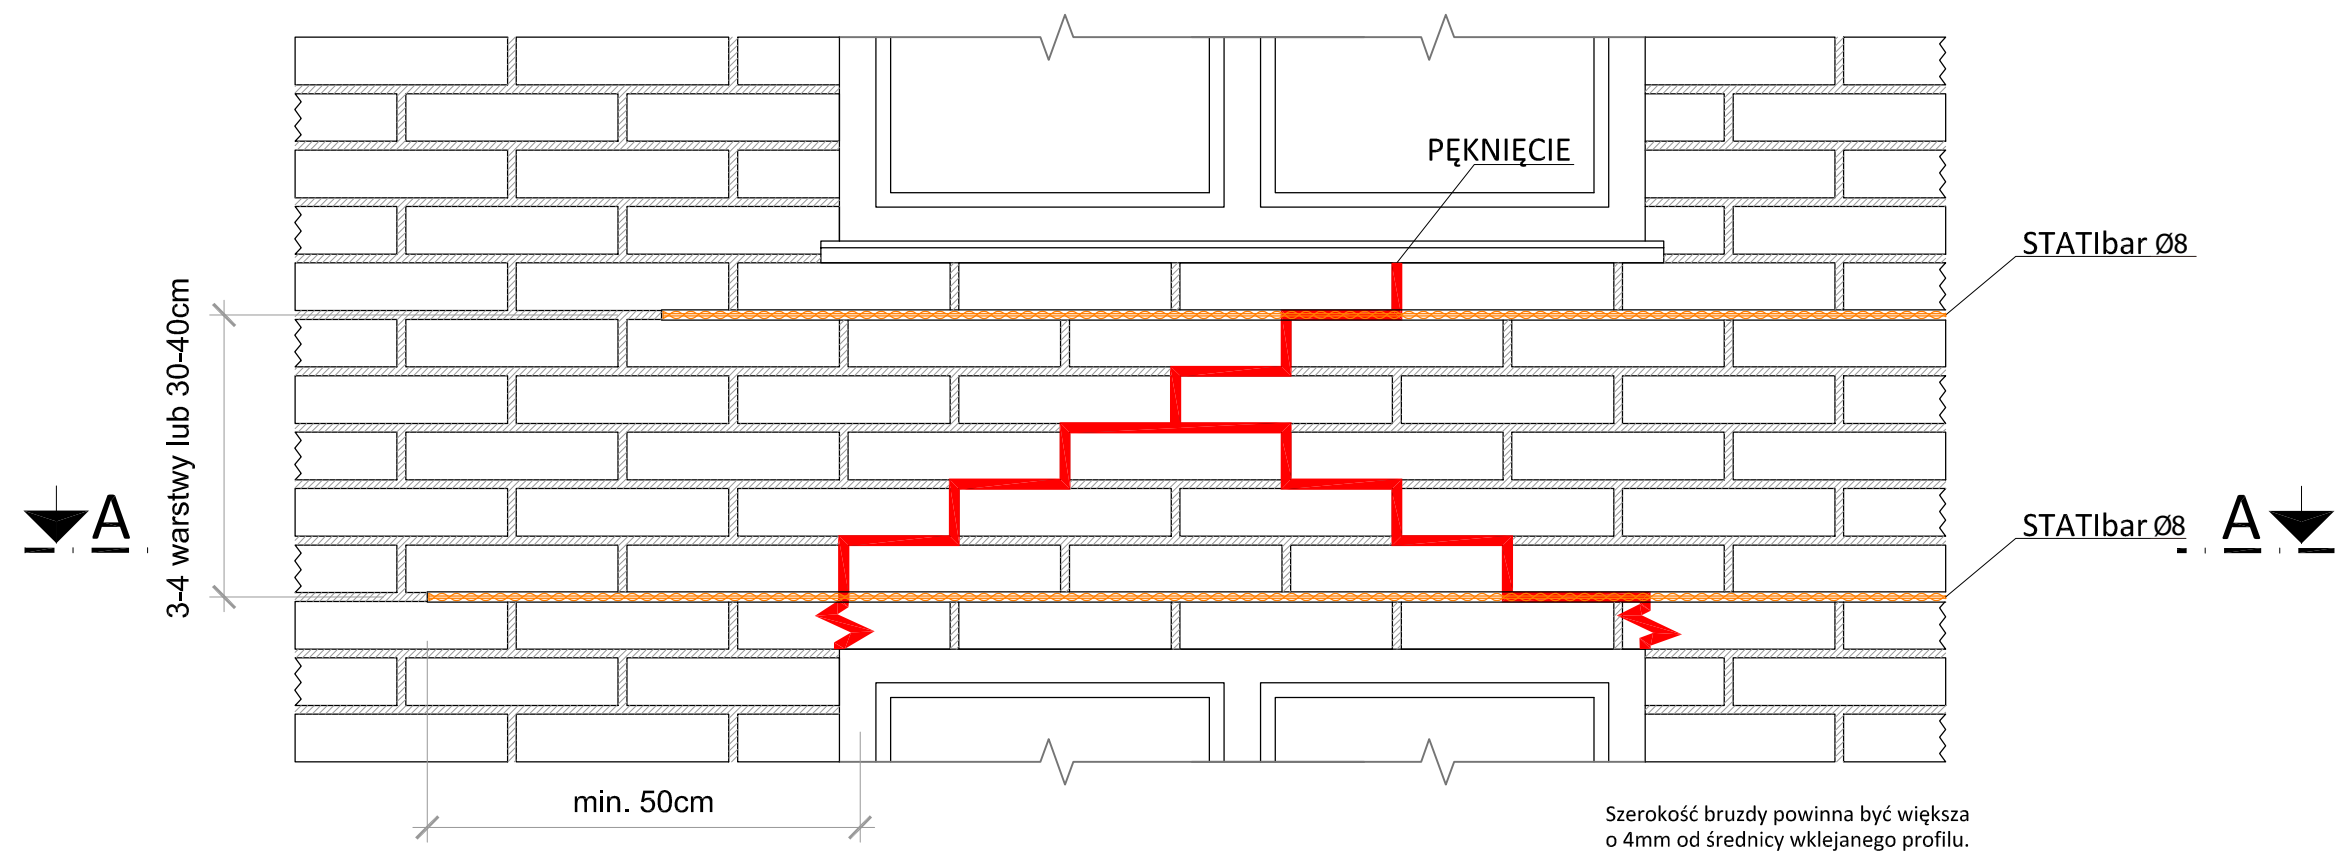 PĘKNIĘCIE
STATIbar Ø8
3-4 warstwy lub 30-40cm
A
STATIbar Ø8
A
min. 50cm
Szerokość bruzdy powinna być większa
o 4mm od średnicy wklejanego profilu.